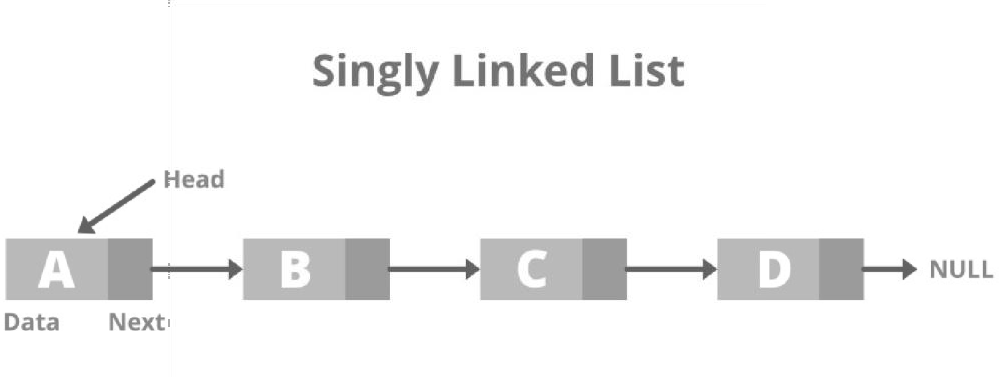 Singly Linked List
Head
A B C D NULL
Data Next